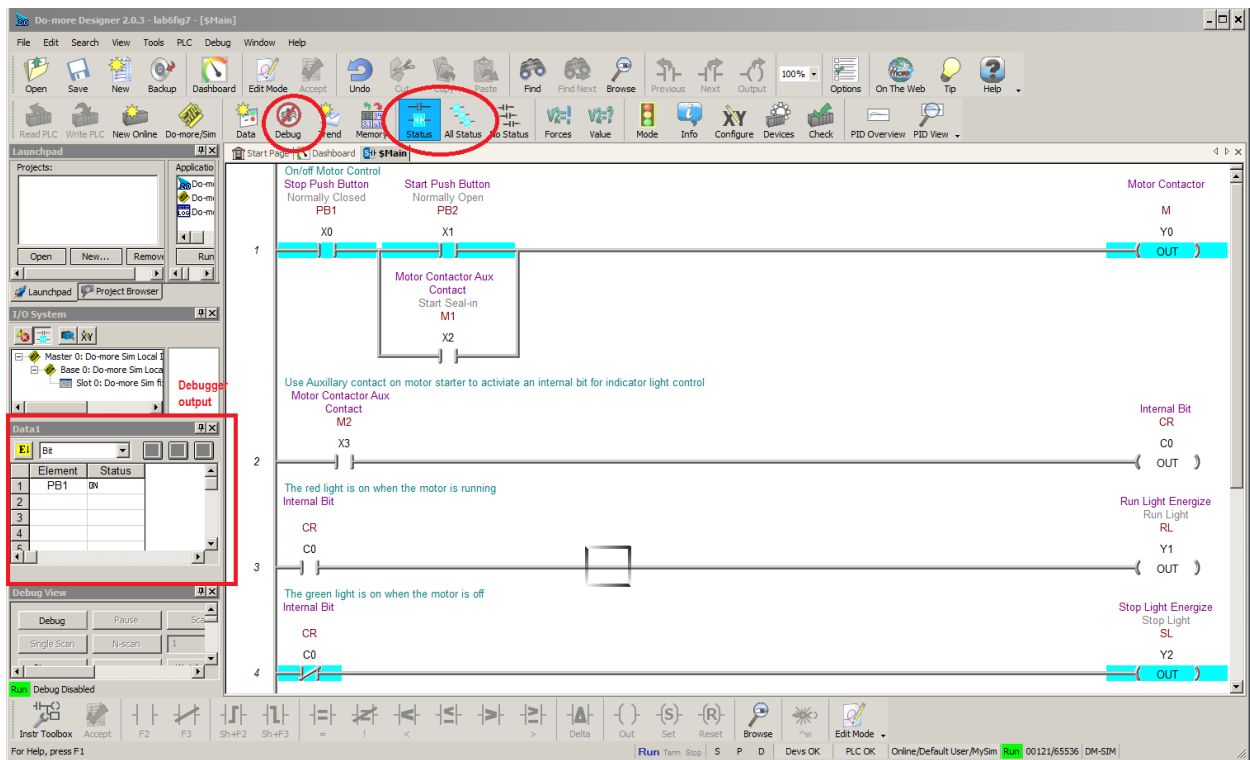 Do-more Designer 2.0.3 - lab6fig7 - [$Main]
File Edit Search View Tools PLC Debug Window Help
Open Save New Backup Dashboard Edit Mode Accept Undo Cut Copy Paste Find Find Next Browse Previous Next Output 100% Options On The Web Tip Help
Read PLC Write PLC New Online Do-more/Sim Data Debug Trend Memory Status All Status No Status Forces Value Mode Info Configure Devices Check PID Overview PID View
Launchpad
Start Page Dashboard $Main
Projects: Applicatio
Do-m
Do-m
Do-m
Open New... Remove Run
Launchpad Project Browser
I/O System
Master 0: Do-more Sim Local I
Base 0: Do-more Sim Loca
Slot 0: Do-more Sim fi
Debugger
output
Data1
Bit
Element Status
1 PB1 ON
2
3
4
5
Debug View
Debug Pause Sca
Single Scan N-scan 1
Run Debug Disabled
On/off Motor Control
Stop Push Button Start Push Button Motor Contactor
Normally Closed Normally Open
PB1 PB2 M
X0 X1 Y0
1 OUT
Motor Contactor Aux
Contact
Start Seal-in
M1
X2
Use Auxillary contact on motor starter to activiate an internal bit for indicator light control
Motor Contactor Aux
Contact Internal Bit
M2 CR
X3 C0
2 OUT
The red light is on when the motor is running
Internal Bit Run Light Energize
Run Light
CR RL
C0 Y1
3 OUT
The green light is on when the motor is off
Internal Bit Stop Light Energize
Stop Light
CR SL
C0 Y2
4 OUT
Instr Toolbox Accept F2 F3 Sh+F2 Sh+F3 = ! < > Delta Out Set Reset Browse ^w Edit Mode
For Help, press F1 Run Term Stop S P D Devs OK PLC OK Online/Default User/MySim Run 00121/65536 DM-SIM